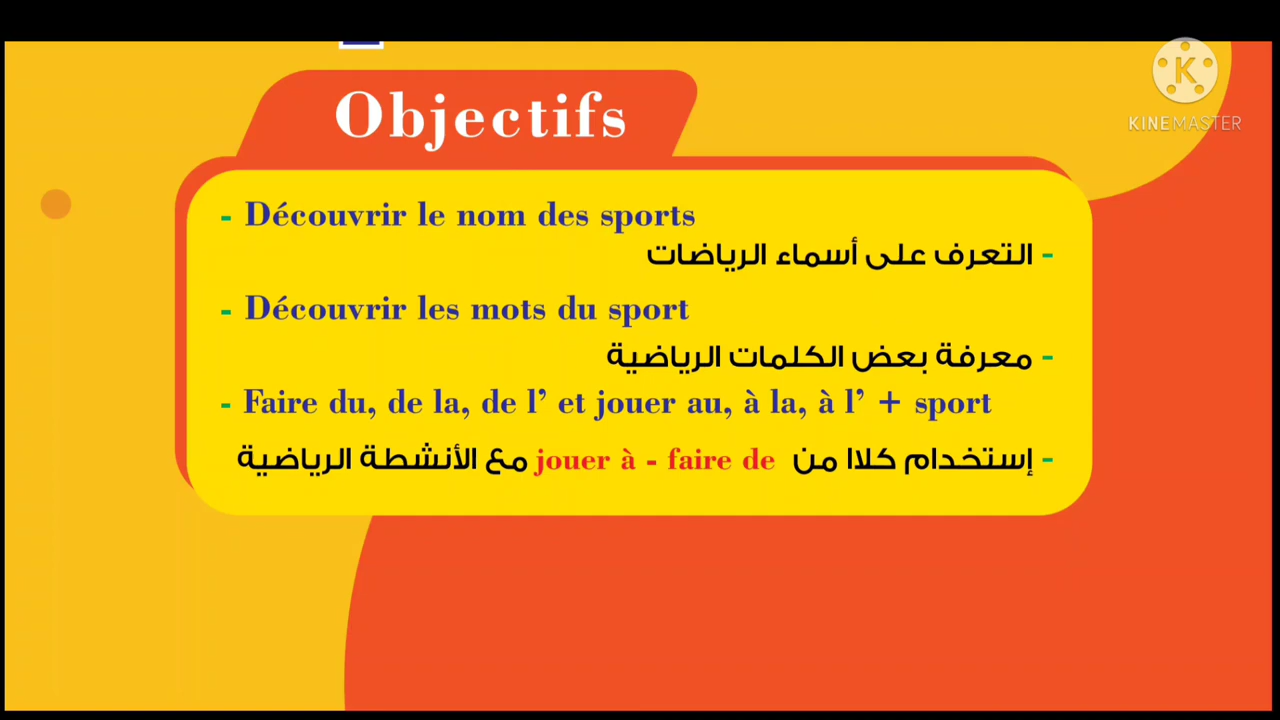 Objectifs
KINEMASTER
- Découvrir le nom des sports
- التعرف على أسماء الرياضات
- Découvrir les mots du sport
- معرفة بعض الكلمات الرياضية
- Faire du, de la, de l’ et jouer au, à la, à l’ + sport
- إستخدام كلاا من jouer à - faire de مع الأنشطة الرياضية